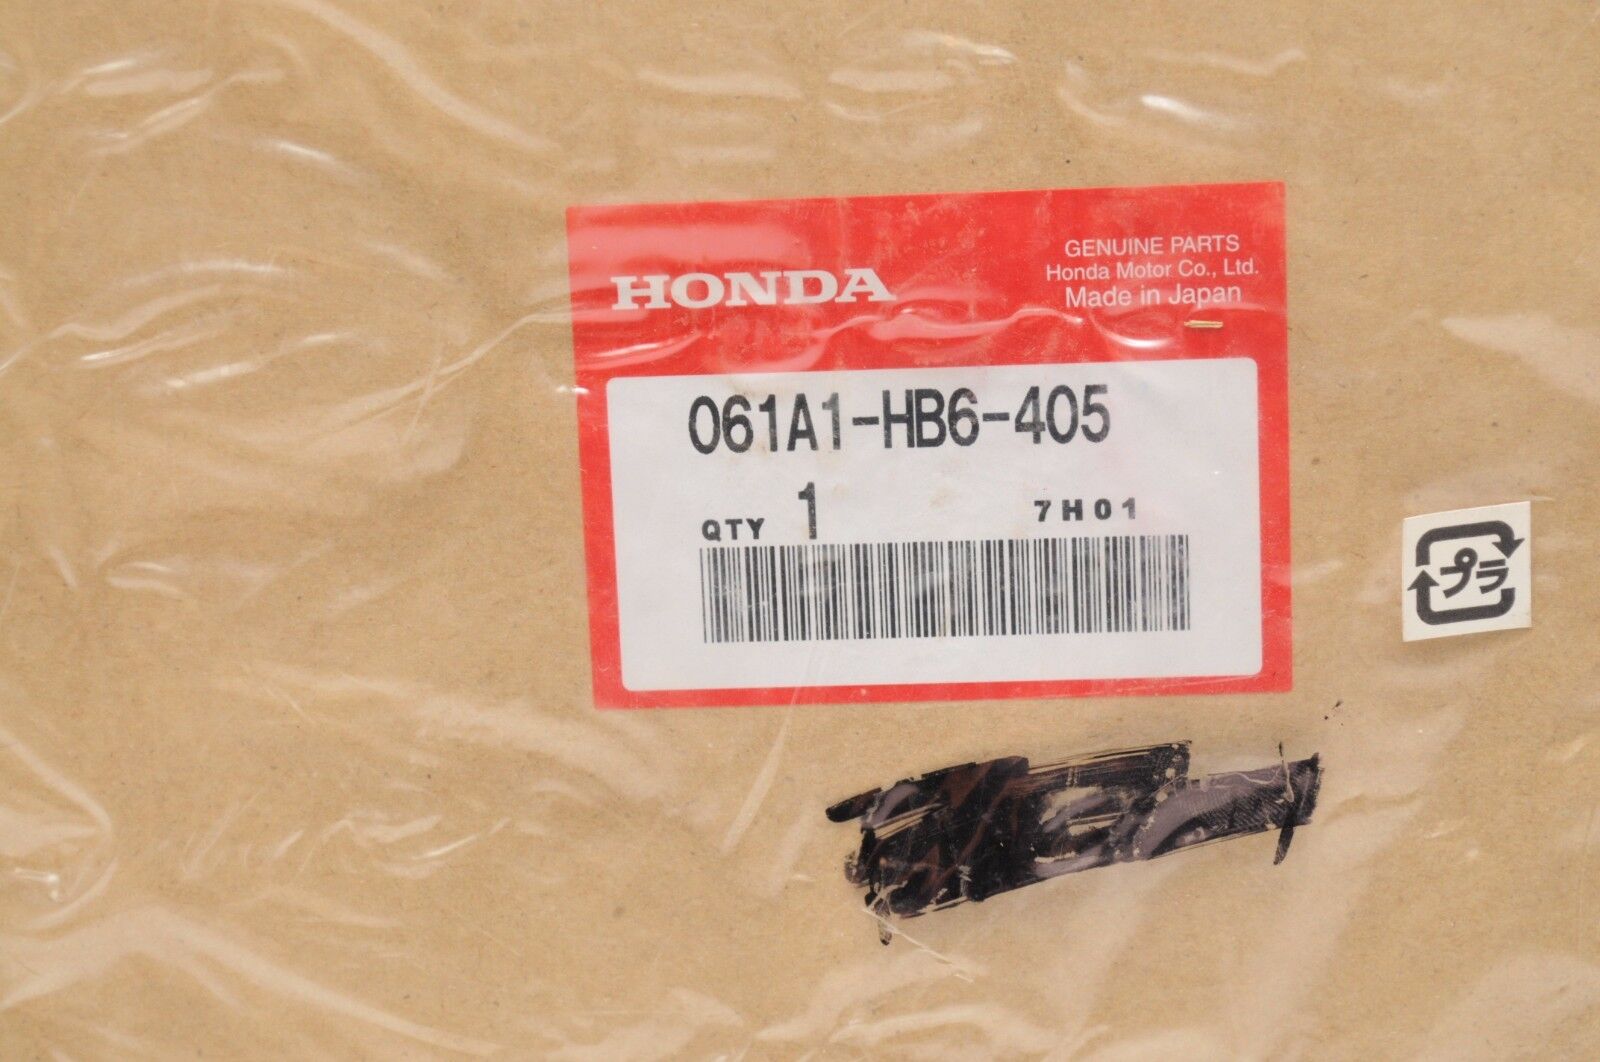 HONDA
GENUINE PARTS
Honda Motor Co., Ltd.
Made in Japan
061A1-HB6-405
QTY 1 7H01
プラ